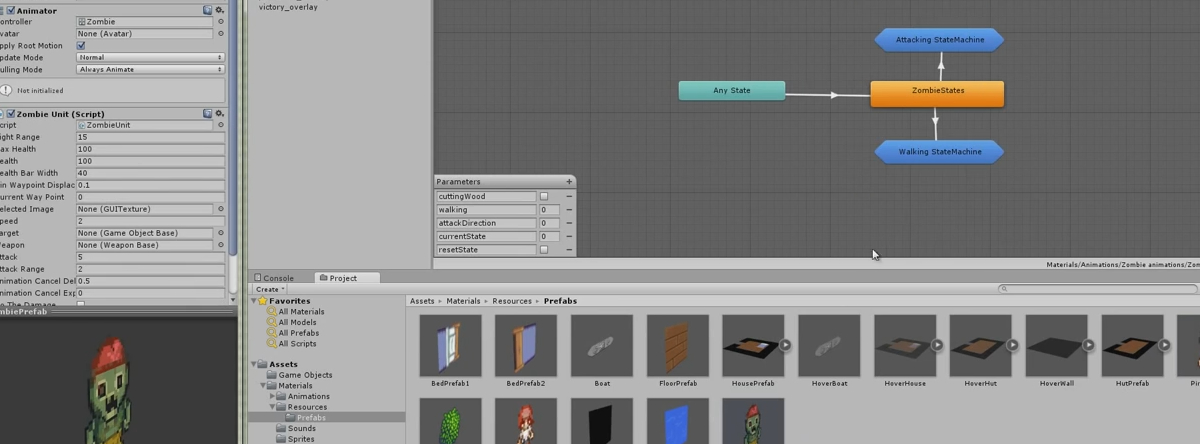 Animator
ontroller Zombie
vatar None (Avatar)
pply Root Motion
pdate Mode Normal
ulling Mode Always Animate
Not initialized
Zombie Unit (Script)
cript ZombieUnit
ight Range 15
ax Health 100
ealth 100
ealth Bar Width 40
in Waypoint Displac 0.1
urrent Way Point 0
elected Image None (GUITexture)
peed 2
arget None (Game Object Base)
eapon None (Weapon Base)
ttack 5
ttack Range 2
nimation Cancel Del 0.5
nimation Cancel Exp 0
o The Damage
mbiePrefab
victory_overlay
Attacking StateMachine
Any State
ZombieStates
Walking StateMachine
Parameters +
cuttingWood
walking 0
attackDirection 0
currentState 0
resetState
Materials/Animations/Zombie animations/Zom
Console Project
Create
Favorites
All Materials
All Models
All Prefabs
All Scripts
Assets
Game Objects
Materials
Animations
Resources
Prefabs
Sounds
Sprites
Assets ▸ Materials ▸ Resources ▸ Prefabs
BedPrefab1 BedPrefab2 Boat FloorPrefab HousePrefab HoverBoat HoverHouse HoverHut HoverWall HutPrefab